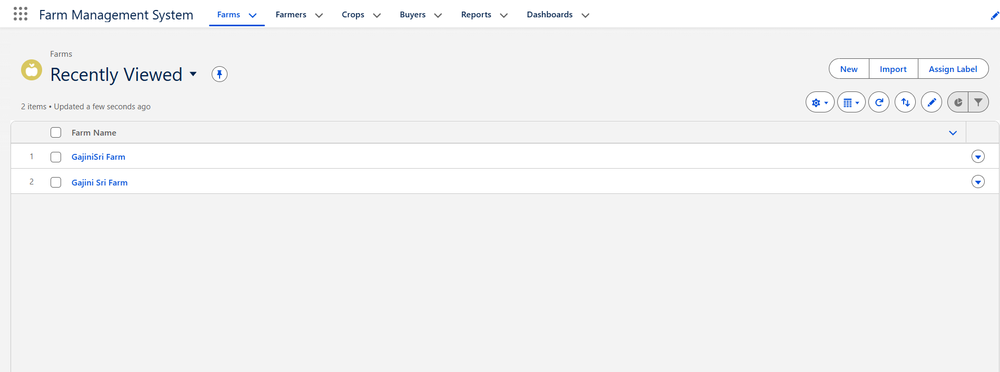 Farm Management System Farms Farmers Crops Buyers Reports Dashboards
Farms
Recently Viewed
New Import Assign Label
2 items • Updated a few seconds ago
Farm Name
1 GajiniSri Farm
2 Gajini Sri Farm